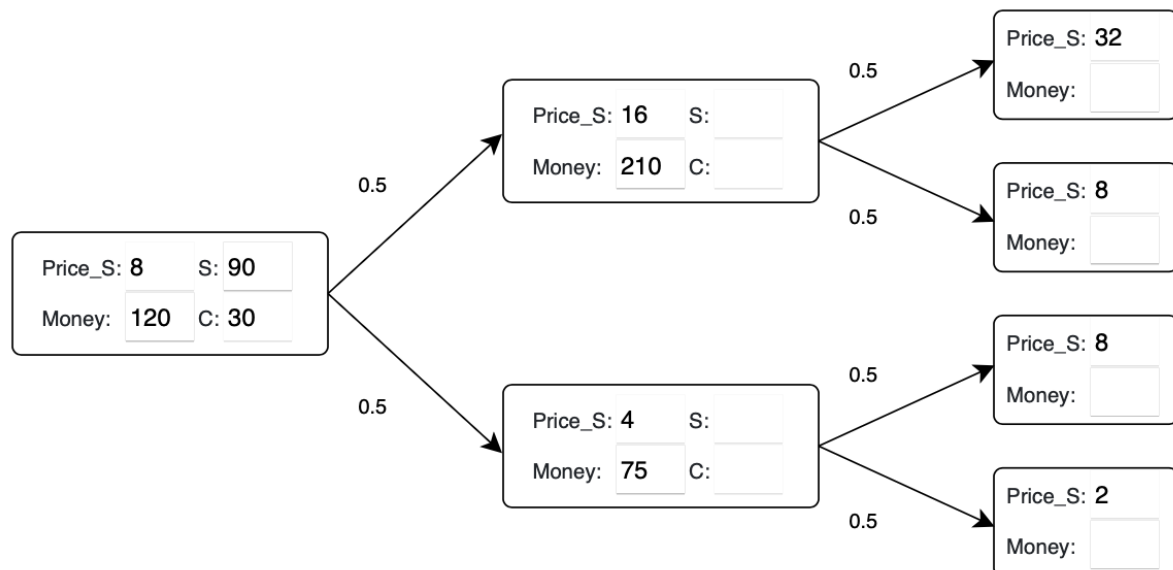 Price_S: 8 S: 90
Money: 120 C: 30
0.5
0.5
Price_S: 16 S:
Money: 210 C:
Price_S: 4 S:
Money: 75 C:
0.5
0.5
0.5
0.5
Price_S: 32
Money:
Price_S: 8
Money:
Price_S: 8
Money:
Price_S: 2
Money: